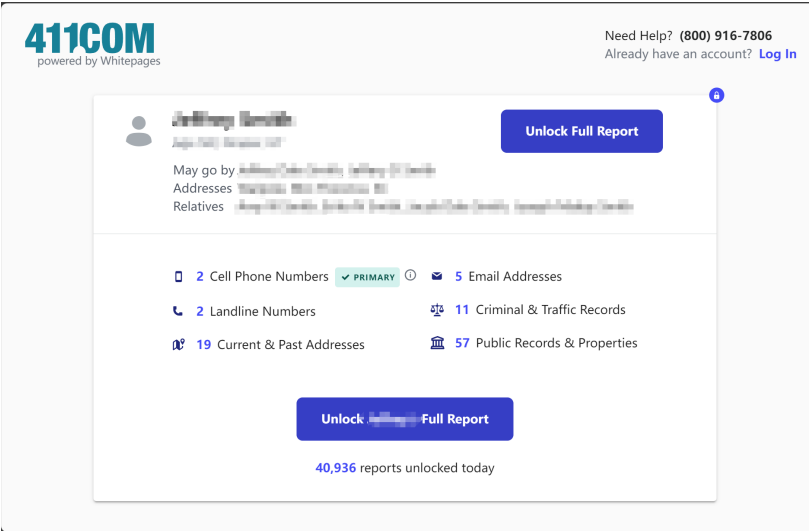 411COM
powered by Whitepages
Need Help? (800) 916-7806
Already have an account? Log In
Unlock Full Report
May go by
Addresses
Relatives
2 Cell Phone Numbers PRIMARY
5 Email Addresses
2 Landline Numbers
11 Criminal & Traffic Records
19 Current & Past Addresses
57 Public Records & Properties
Unlock Full Report
40,936 reports unlocked today